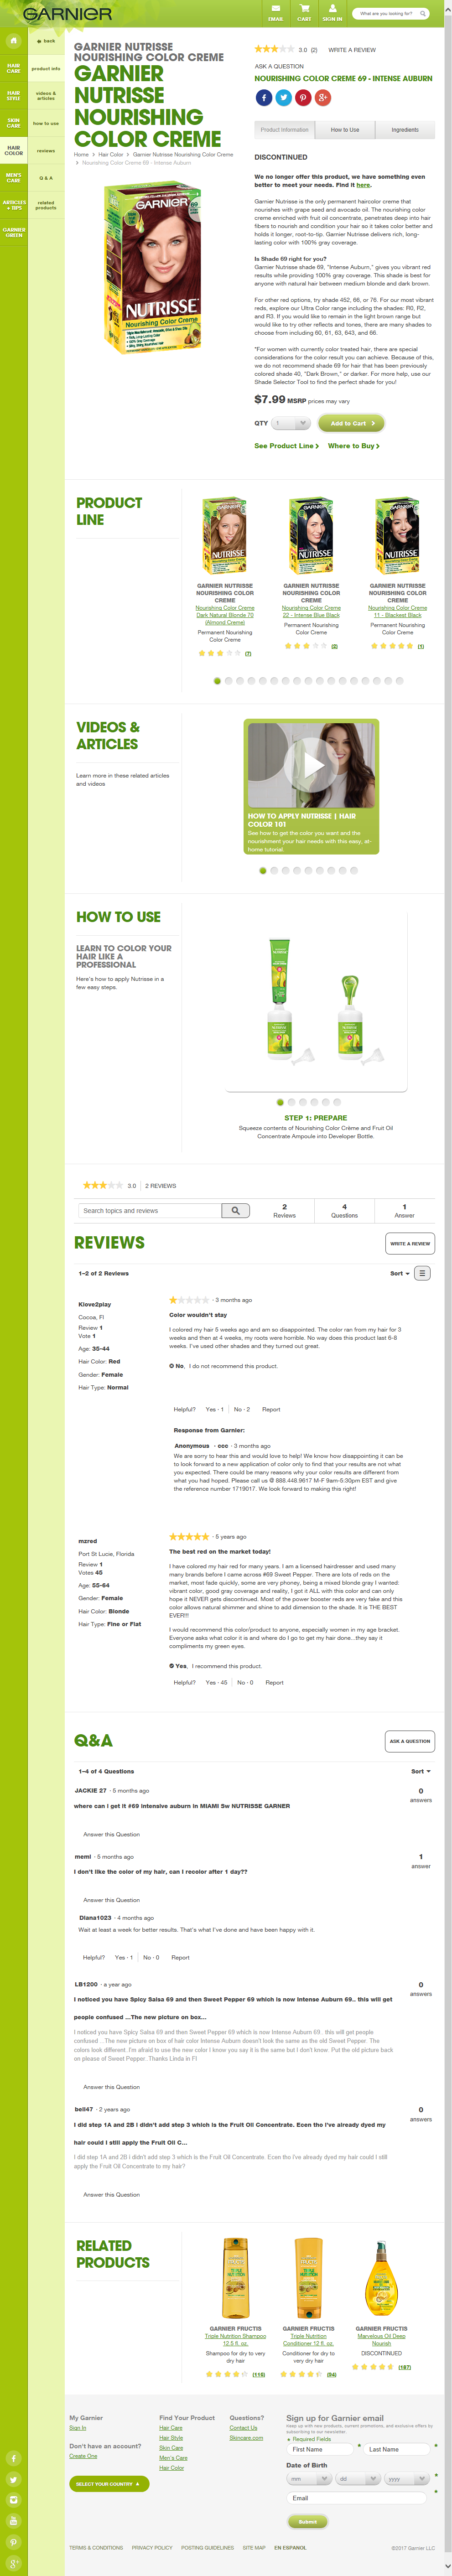 GARNIER
EMAIL
CART
SIGN IN
What are you looking for?
HAIR CARE
HAIR STYLE
SKIN CARE
HAIR COLOR
MEN'S CARE
ARTICLES + TIPS
GARNIER GREEN
back
product info
videos & articles
how to use
reviews
Q & A
related products
GARNIER NUTRISSE
NOURISHING COLOR CREME
GARNIER
NUTRISSE
NOURISHING
COLOR CREME
Home > Hair Color > Garnier Nutrisse Nourishing Color Creme
> Nourishing Color Creme 69 - Intense Auburn
GARNIER
NUTRISSE
Nourishing Color Creme
3.0 (2) WRITE A REVIEW
ASK A QUESTION
NOURISHING COLOR CREME 69 - INTENSE AUBURN
Product Information
How to Use
Ingredients
DISCONTINUED
We no longer offer this product, we have something even
better to meet your needs. Find it here.
Garnier Nutrisse is the only permanent haircolor creme that
nourishes with grape seed and avocado oil. The nourishing color
creme, enriched with fruit oil concentrate, penetrates deep into hair
fibers to nourish and condition your hair so it takes color better and
holds it longer, root-to-tip. Garnier Nutrisse delivers rich, long-
lasting color with 100% gray coverage.
Is Shade 69 right for you?
Garnier Nutrisse shade 69, "Intense Auburn," gives you vibrant red
results while providing 100% gray coverage. This shade is best for
anyone with natural hair between medium blonde and dark brown.
For other red options, try shade 452, 66, or 76. For our most vibrant
reds, explore our Ultra Color range including the shades: R0, R2,
and R3. If you would like to remain in the light brown range but
would like to try other reflects and tones, there are many shades to
choose from including 60, 61, 63, 643, and 66.
*For women with currently color treated hair, there are special
considerations for the color result you can achieve. Because of this,
we do not recommend shade 69 for hair that has been previously
colored shade 40, "Dark Brown," or darker. For more help, use our
Shade Selector Tool to find the perfect shade for you!
$7.99 MSRP prices may vary
QTY 1 Add to Cart
See Product Line > Where to Buy >
PRODUCT
LINE
GARNIER NUTRISSE
NOURISHING COLOR
CREME
Nourishing Color Creme
Dark Natural Blonde 70
(Almond Creme)
Permanent Nourishing
Color Creme
(7)
GARNIER NUTRISSE
NOURISHING COLOR
CREME
Nourishing Color Creme
22 - Intense Blue Black
Permanent Nourishing
Color Creme
(2)
GARNIER NUTRISSE
NOURISHING COLOR
CREME
Nourishing Color Creme
11 - Blackest Black
Permanent Nourishing
Color Creme
(1)
VIDEOS &
ARTICLES
Learn more in these related articles
and videos
HOW TO APPLY NUTRISSE | HAIR
COLOR 101
See how to get the color you want and the
nourishment your hair needs with this easy, at-
home tutorial.
HOW TO USE
LEARN TO COLOR YOUR
HAIR LIKE A
PROFESSIONAL
Here's how to apply Nutrisse in a
few easy steps.
STEP 1: PREPARE
Squeeze contents of Nourishing Color Crème and Fruit Oil
Concentrate Ampoule into Developer Bottle.
3.0 2 REVIEWS
Search topics and reviews
2
Reviews
4
Questions
1
Answer
REVIEWS
WRITE A REVIEW
1–2 of 2 Reviews
Sort
Klove2play
Cocoa, Fl
Review 1
Vote 1
Age: 35-44
Hair Color: Red
Gender: Female
Hair Type: Normal
· 3 months ago
Color wouldn't stay
I colored my hair 5 weeks ago and am so disappointed. The color ran from my hair for 3
weeks and then at 4 weeks, my roots were horrible. No way does this product last 6-8
weeks. I've used other shades and they turned out great.
No, I do not recommend this product.
Helpful? Yes · 1 No · 2 Report
Response from Garnier:
Anonymous · ccc · 3 months ago
We are sorry to hear this and would love to help! We know how disappointing it can be
to look forward to a new application of color only to find that the results are not what
you expected. There could be many reasons why your color results are different from
what you had hoped. Please call us @ 888.448.9617 M-F 9am-5:30pm EST and give
the reference number 1719017. We look forward to making this right!
mzred
Port St Lucie, Florida
Review 1
Votes 45
Age: 55-64
Gender: Female
Hair Color: Blonde
Hair Type: Fine or Flat
· 5 years ago
The best red on the market today!
I have colored my hair red for many years. I am a licensed hairdresser and used many
many brands before I came across #69 Sweet Pepper. There are lots of reds on the
market, most fade quickly, some are very phoney, being a mixed blonde gray I wanted:
vibrant color, good gray coverage and reality, I got it ALL with this color and can only
hope it NEVER gets discontinued. Most of the power booster reds are very fake and this
color allows natural shimmer and shine to add dimension to the shade. It is THE BEST
EVER!!!
I would recommend this color/product to anyone, especially women in my age bracket.
Everyone asks what color it is and where do I go to get my hair done...they say it
compliments my green eyes.
Yes, I recommend this product.
Helpful? Yes · 45 No · 0 Report
Q&A
ASK A QUESTION
1–4 of 4 Questions
Sort
JACKIE 27 · 5 months ago
where can i get it #69 intensive auburn in MIAMI Sw NUTRISSE GARNER
0
answers
Answer this Question
meml · 5 months ago
I don't like the color of my hair, can I recolor after 1 day??
1
answer
Answer this Question
Diana1023 · 4 months ago
Wait at least a week for better results. That's what I've done and have been happy with it.
Helpful? Yes · 1 No · 0 Report
LB1200 · a year ago
I noticed you have Spicy Salsa 69 and then Sweet Pepper 69 which is now Intense Auborn 69.. this will get
people confused ...The new picture on box...
0
answers
I noticed you have Spicy Salsa 69 and then Sweet Pepper 69 which is now Intense Auborn 69...this will get people
confused ...The new picture on box of hair color Intense Auborn doesn't look the same as the old Sweet Pepper. The
colors look different..I'm afraid to use the new color I know you say it is the same but I don't know. Put the old picture back
on please of Sweet Pepper. Thanks Linda in Fl
Answer this Question
bell47 · 2 years ago
I did step 1A and 2B i didn't add step 3 which is the Fruit Oil Concentrate. Ecen tho i've already dyed my
hair could I still apply the Fruit Oil C...
0
answers
I did step 1A and 2B i didn't add step 3 which is the Fruit Oil Concentrate. Ecen tho I've already dyed my hair could I still
apply the Fruit Oil Concentrate to my hair?
Answer this Question
RELATED
PRODUCTS
GARNIER FRUCTIS
Triple Nutrition Shampoo
12.5 fl. oz.
Shampoo for dry to very
dry hair
(116)
GARNIER FRUCTIS
Triple Nutrition
Conditioner 12 fl. oz.
Conditioner for dry to
very dry hair
(94)
GARNIER FRUCTIS
Marvelous Oil Deep
Nourish
DISCONTINUED
(187)
My Garnier
Sign In
Don't have an account?
Create One
SELECT YOUR COUNTRY
Find Your Product
Hair Care
Hair Style
Skin Care
Men's Care
Hair Color
Questions?
Contact Us
Skincare.com
Sign up for Garnier email
Keep up with new products, current promotions, and exclusive offers by
subscribing to our newsletter.
* Required Fields
First Name * Last Name *
Date of Birth
mm dd yyyy *
Email *
Submit
TERMS & CONDITIONS PRIVACY POLICY POSTING GUIDELINES SITE MAP EN ESPANOL
©2017 Garnier LLC